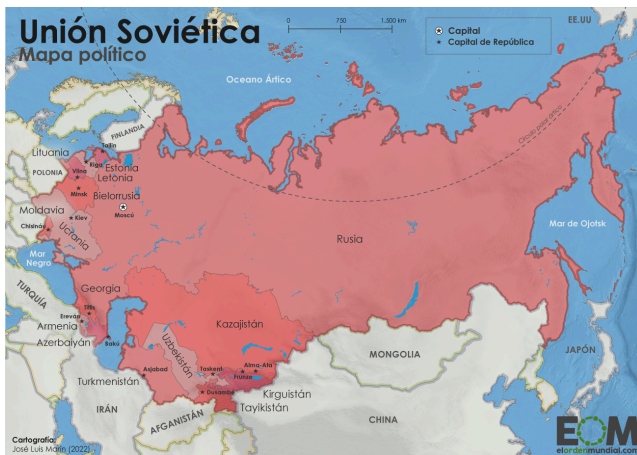 Unión Soviética
Mapa político
0 750 1.500 km
EE.UU
Capital
Capital de República
Oceano Ártico
Círculo polar ártico
FINLANDIA
Tallin
Lituania
Riga
Estonia
Letonia
POLONIA
Vilna
Minsk
Bielorrusia
Moscú
Moldavia
Kiev
Chisináu
Ucrania
Rusia
Mar de Ojotsk
Mar
Negro
Georgia
TURQUÍA
Tiflis
Ereván
Armenia
Azerbaiyán
Bakú
Kazajistán
Uzbekistán
Turkmenistán
Asjabad
Taskent
Alma-Ata
Frunze
Dusambé
Kirguistán
Tayikistán
MONGOLIA
JAPÓN
IRÁN
AFGANISTÁN
CHINA
Cartografía:
José Luis Marín (2022)
EOM
elordenmundial.com